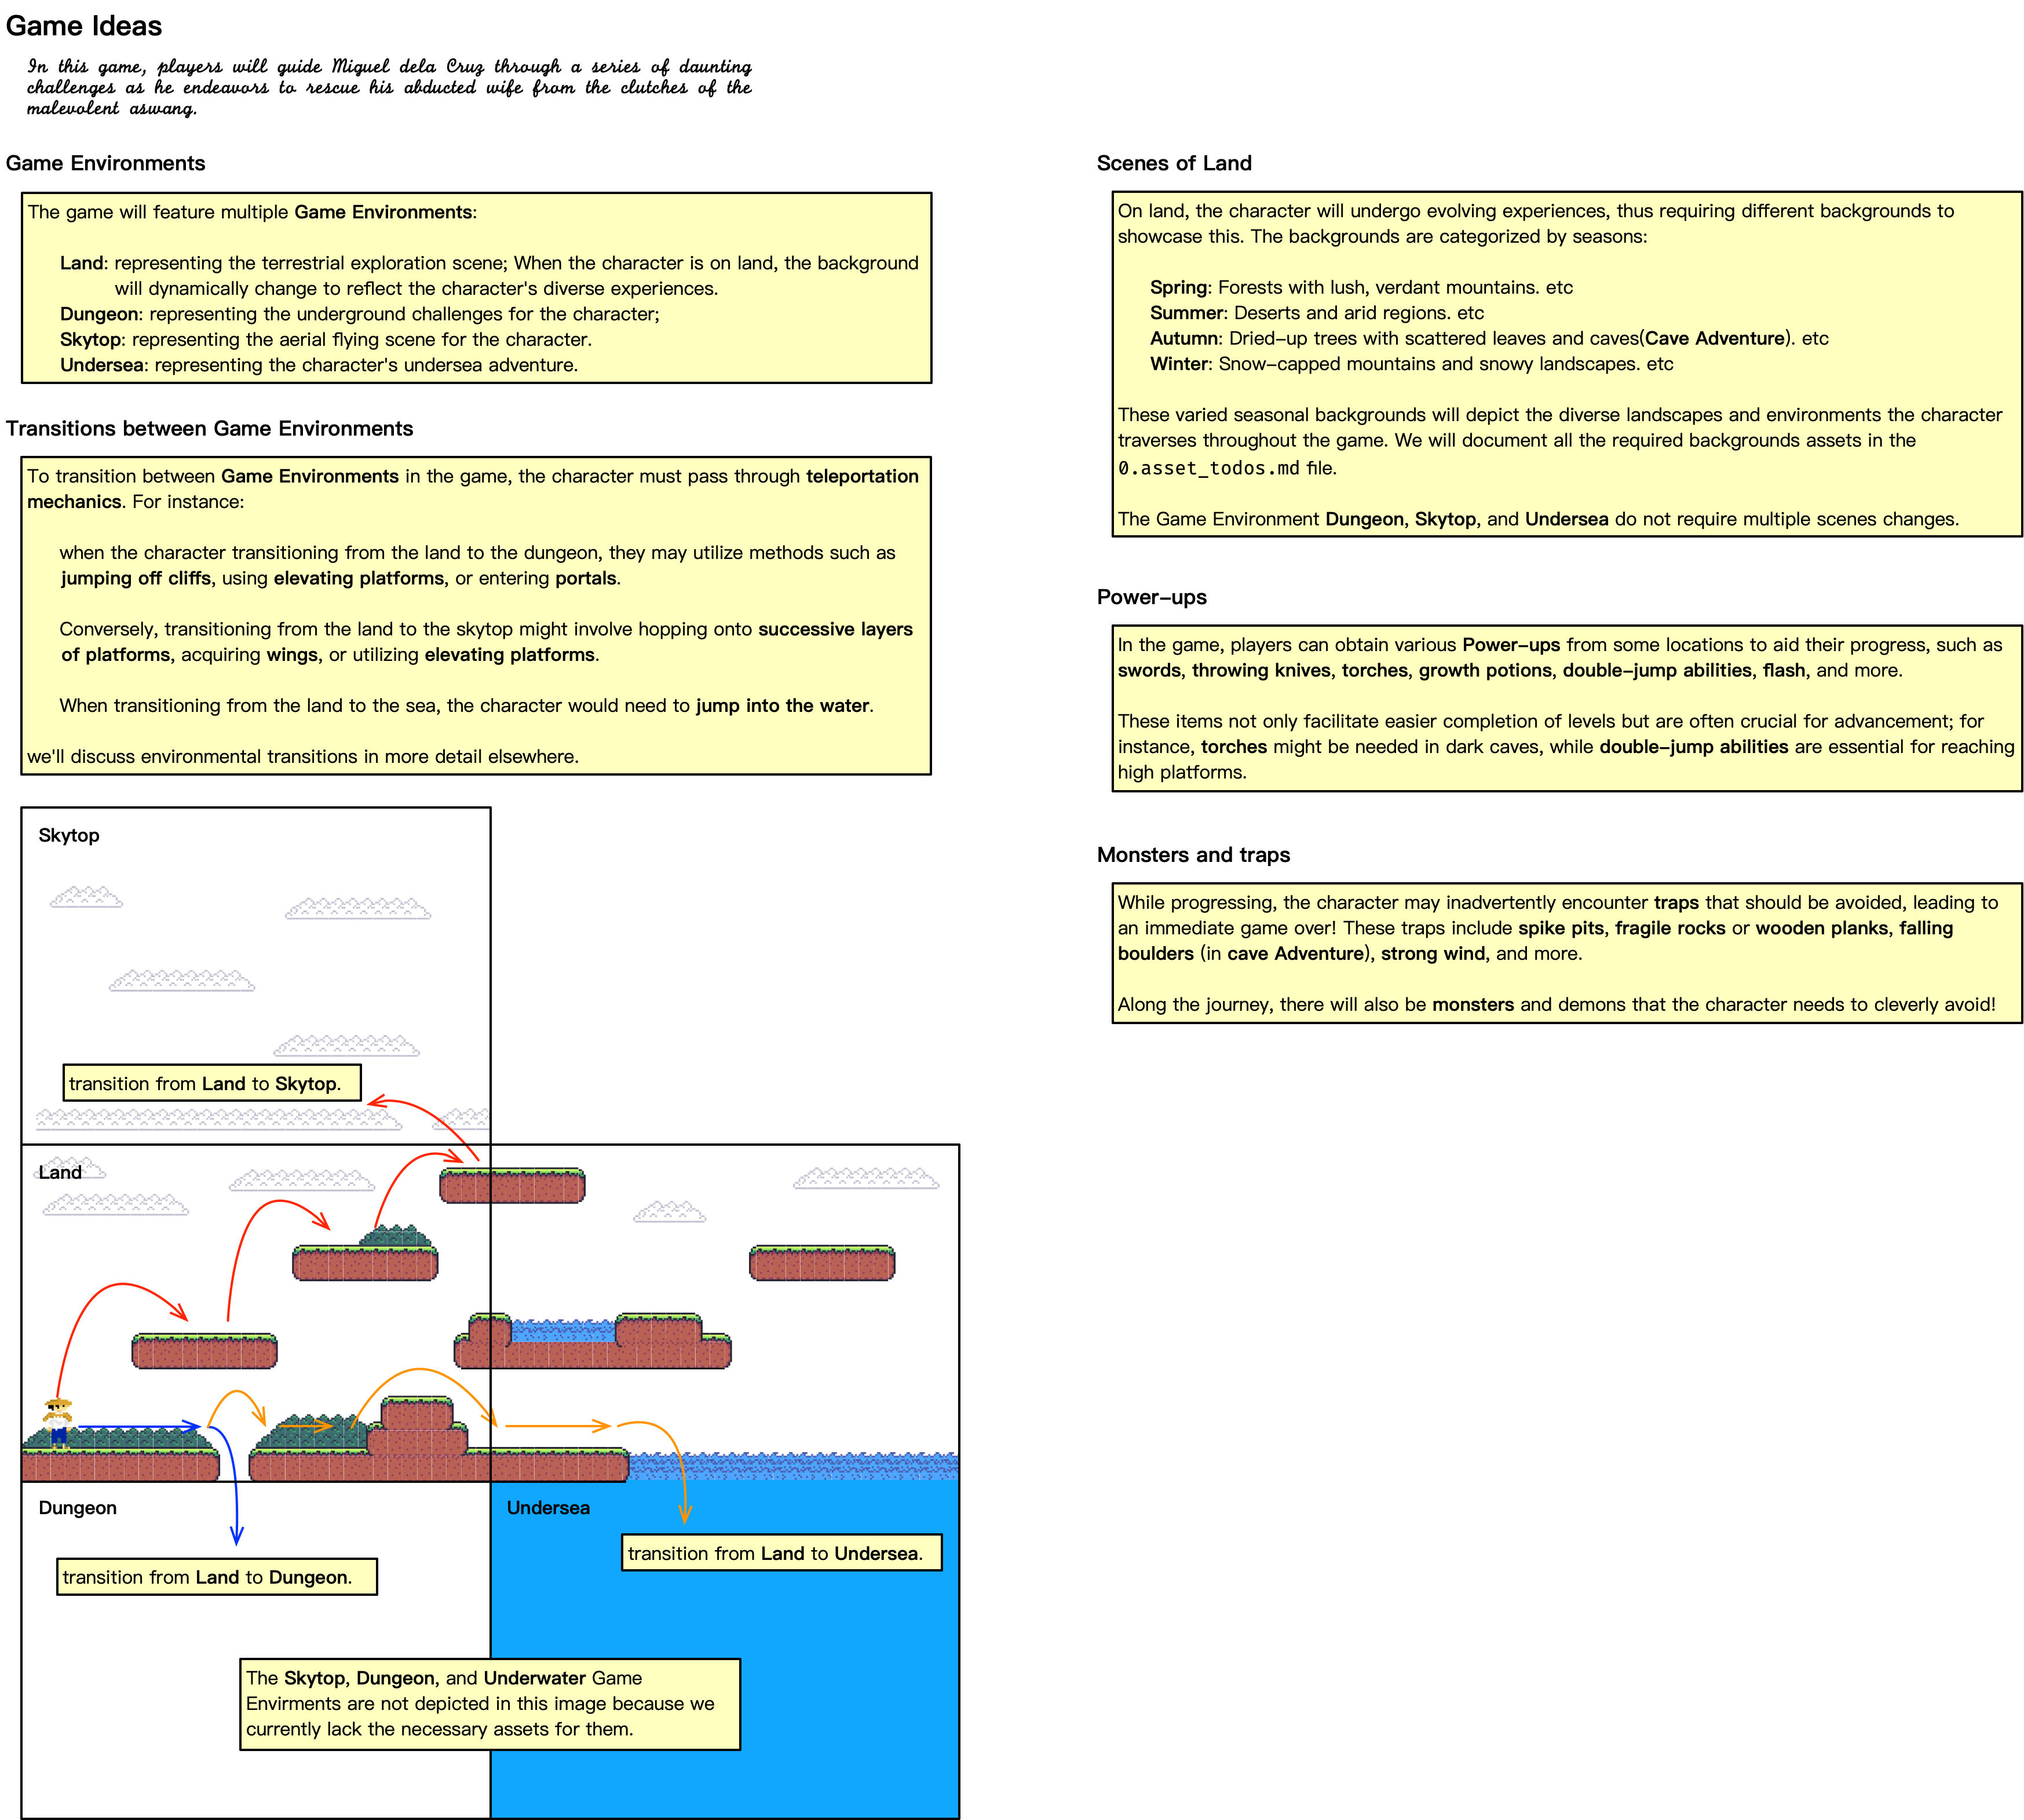 Game Ideas
In this game, players will guide Miguel dela Cruz through a series of daunting
challenges as he endeavors to rescue his abducted wife from the clutches of the
malevolent aswang.
Game Environments
The game will feature multiple Game Environments:
Land: representing the terrestrial exploration scene; When the character is on land, the background
will dynamically change to reflect the character's diverse experiences.
Dungeon: representing the underground challenges for the character;
Skytop: representing the aerial flying scene for the character.
Undersea: representing the character's undersea adventure.
Transitions between Game Environments
To transition between Game Environments in the game, the character must pass through teleportation
mechanics. For instance:
when the character transitioning from the land to the dungeon, they may utilize methods such as
jumping off cliffs, using elevating platforms, or entering portals.
Conversely, transitioning from the land to the skytop might involve hopping onto successive layers
of platforms, acquiring wings, or utilizing elevating platforms.
When transitioning from the land to the sea, the character would need to jump into the water.
we'll discuss environmental transitions in more detail elsewhere.
Skytop
transition from Land to Skytop.
Land
Dungeon
Undersea
transition from Land to Undersea.
transition from Land to Dungeon.
The Skytop, Dungeon, and Underwater Game
Envirments are not depicted in this image because we
currently lack the necessary assets for them.
Scenes of Land
On land, the character will undergo evolving experiences, thus requiring different backgrounds to
showcase this. The backgrounds are categorized by seasons:
Spring: Forests with lush, verdant mountains. etc
Summer: Deserts and arid regions. etc
Autumn: Dried-up trees with scattered leaves and caves(Cave Adventure). etc
Winter: Snow-capped mountains and snowy landscapes. etc
These varied seasonal backgrounds will depict the diverse landscapes and environments the character
traverses throughout the game. We will document all the required backgrounds assets in the
0.asset_todos.md file.
The Game Environment Dungeon, Skytop, and Undersea do not require multiple scenes changes.
Power-ups
In the game, players can obtain various Power-ups from some locations to aid their progress, such as
swords, throwing knives, torches, growth potions, double-jump abilities, flash, and more.
These items not only facilitate easier completion of levels but are often crucial for advancement; for
instance, torches might be needed in dark caves, while double-jump abilities are essential for reaching
high platforms.
Monsters and traps
While progressing, the character may inadvertently encounter traps that should be avoided, leading to
an immediate game over! These traps include spike pits, fragile rocks or wooden planks, falling
boulders (in cave Adventure), strong wind, and more.
Along the journey, there will also be monsters and demons that the character needs to cleverly avoid!